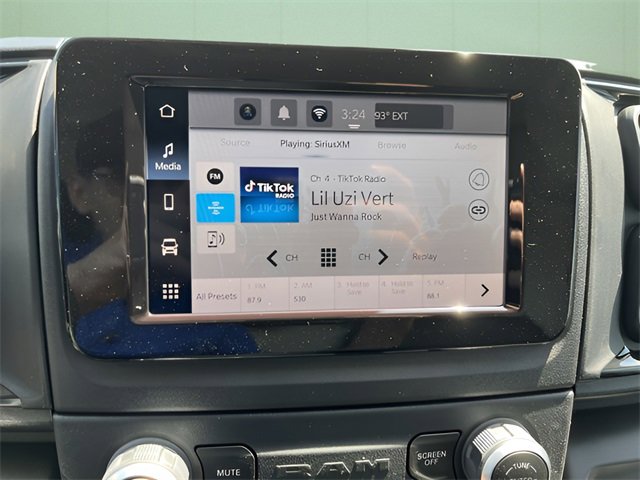 3:24 93° EXT
Source Playing: SiriusXM Browse Audio
Media
FM
TikTok
RADIO
Ch 4 - TikTok Radio
Lil Uzi Vert
Just Wanna Rock
CH CH Replay
All Presets
1. FM 2. AM 3. Hold to Save 4. Hold to Save 5. FM
87.9 530 88.1
MUTE RAM SCREEN OFF TUNE